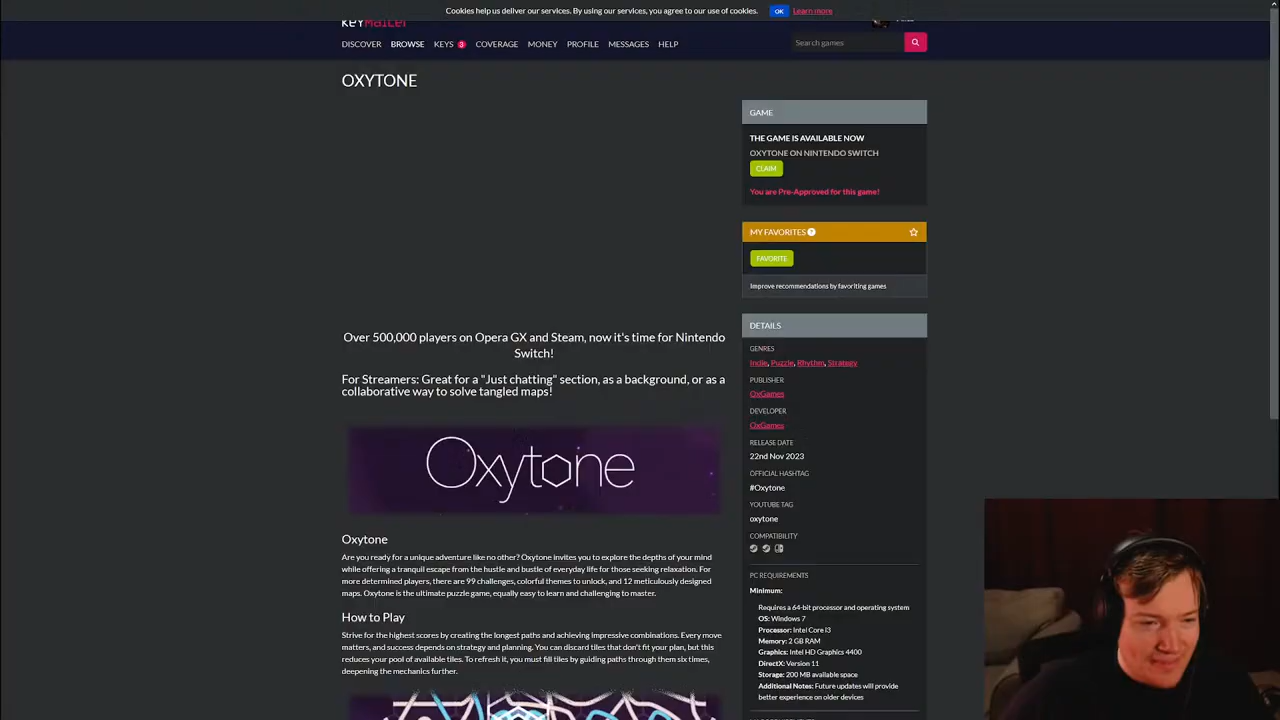 Cookies help us deliver our services. By using our services, you agree to our use of cookies. OK Learn more
KEYMAILER
DISCOVER BROWSE KEYS 3 COVERAGE MONEY PROFILE MESSAGES HELP Search games
OXYTONE
GAME
THE GAME IS AVAILABLE NOW
OXYTONE ON NINTENDO SWITCH
CLAIM
You are Pre-Approved for this game!
MY FAVORITES ?
FAVORITE
Improve recommendations by favoriting games
Over 500,000 players on Opera GX and Steam, now it's time for Nintendo
Switch!
For Streamers: Great for a "Just chatting" section, as a background, or as a
collaborative way to solve tangled maps!
Oxytone
Oxytone
Are you ready for a unique adventure like no other? Oxytone invites you to explore the depths of your mind
while offering a tranquil escape from the hustle and bustle of everyday life for those seeking relaxation. For
more determined players, there are 99 challenges, colorful themes to unlock, and 12 meticulously designed
maps. Oxytone is the ultimate puzzle game, equally easy to learn and challenging to master.
How to Play
Strive for the highest scores by creating the longest paths and achieving impressive combinations. Every move
matters, and success depends on strategy and planning. You can discard tiles that don't fit your plan, but this
reduces your pool of available tiles. To refresh it, you must fill tiles by guiding paths through them six times,
deepening the mechanics further.
DETAILS
GENRES
Indie, Puzzle, Rhythm, Strategy
PUBLISHER
OxGames
DEVELOPER
OxGames
RELEASE DATE
22nd Nov 2023
OFFICIAL HASHTAG
#Oxytone
YOUTUBE TAG
oxytone
COMPATIBILITY
PC REQUIREMENTS
Minimum:
Requires a 64-bit processor and operating system
OS: Windows 7
Processor: Intel Core i3
Memory: 2 GB RAM
Graphics: Intel HD Graphics 4400
DirectX: Version 11
Storage: 200 MB available space
Additional Notes: Future updates will provide
better experience on older devices